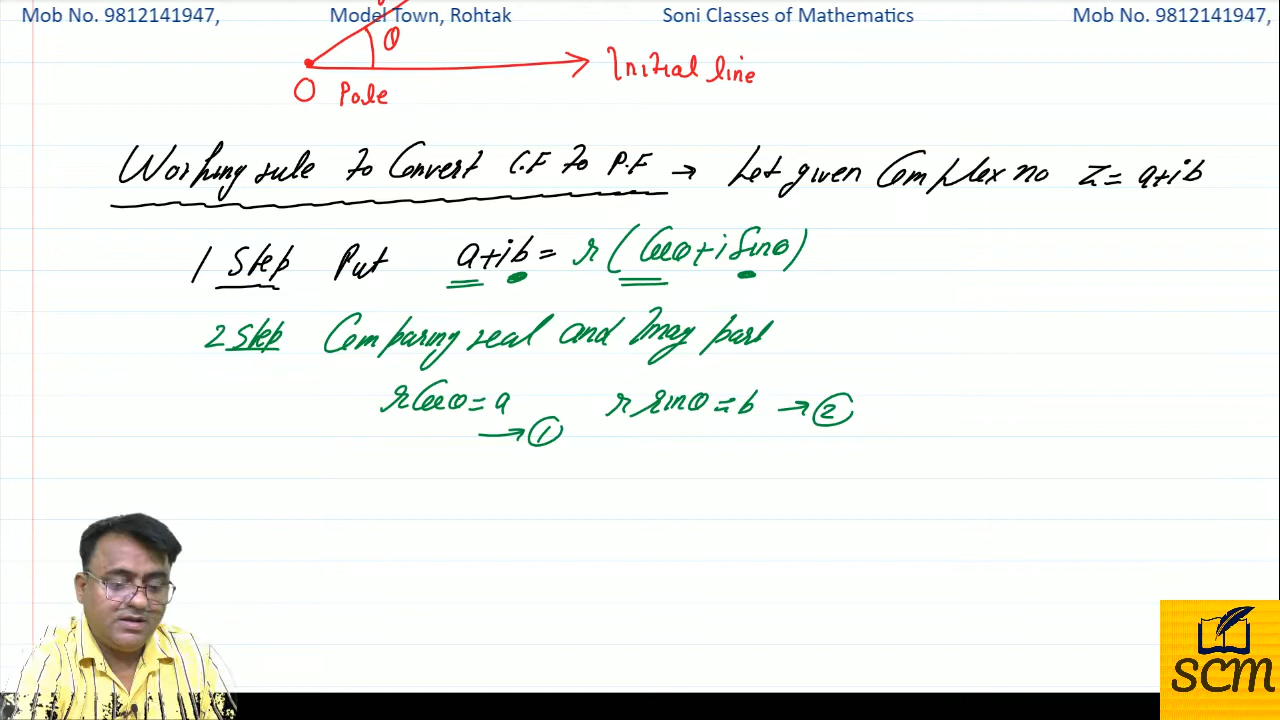 Mob No. 9812141947, Model Town, Rohtak Soni Classes of Mathematics Mob No. 9812141947,
θ
Initial line
O Pole
Working rule to Convert C.F to P.F → Let given Complex no z = a+ib
1 Step Put a+ib = r(Cosθ+i Sinθ)
2 Step Comparing real and Imag part
r Cosθ = a r sinθ = b → ②
→ ①
SCM